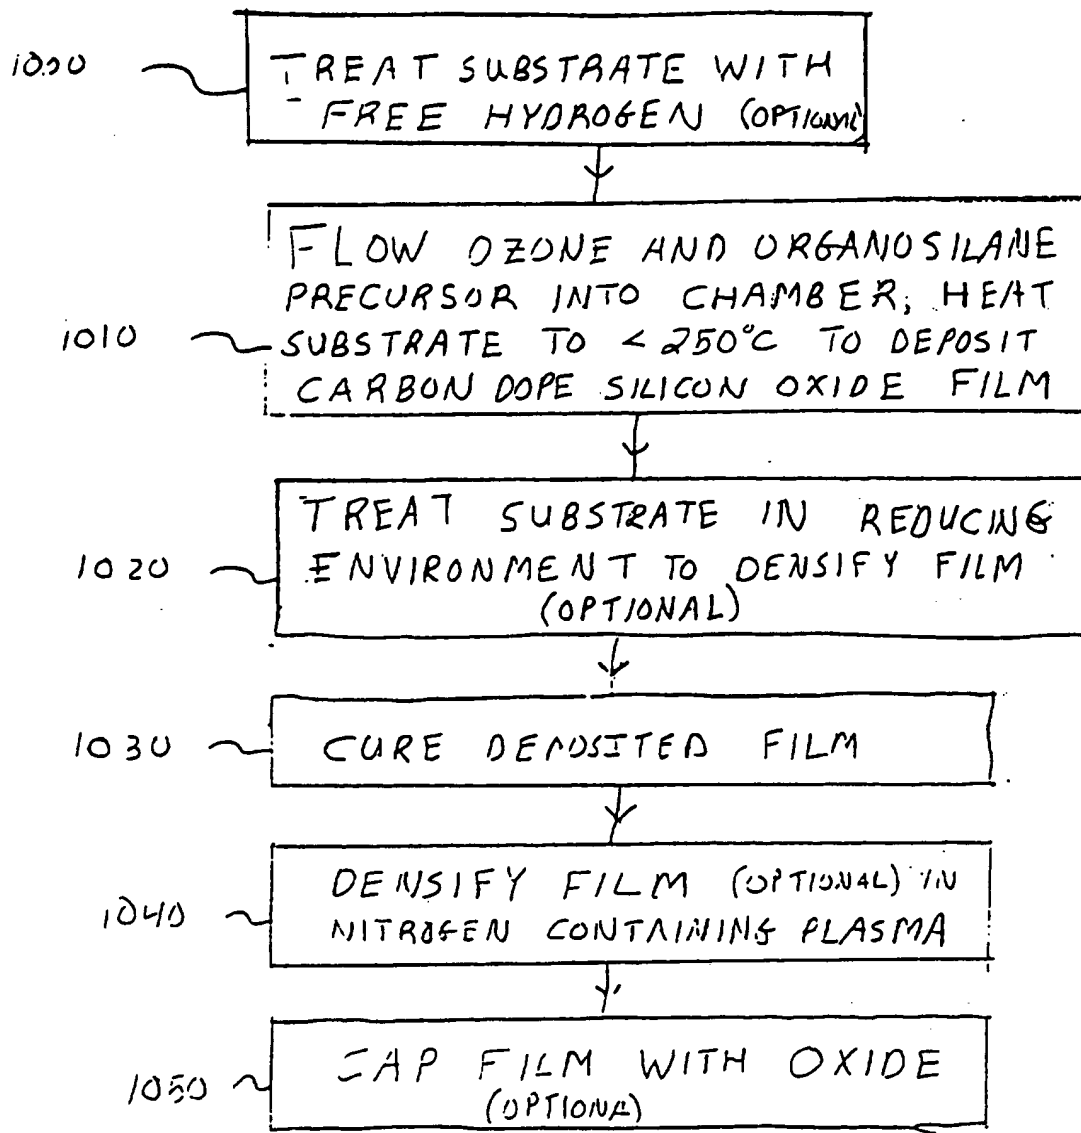 1000
TREAT SUBSTRATE WITH
FREE HYDROGEN (OPTIONAL)
1010
FLOW OZONE AND ORGANOSILANE
PRECURSOR INTO CHAMBER; HEAT
SUBSTRATE TO < 250°C TO DEPOSIT
CARBON DOPE SILICON OXIDE FILM
1020
TREAT SUBSTRATE IN REDUCING
ENVIRONMENT TO DENSIFY FILM
(OPTIONAL)
1030
CURE DEPOSITED FILM
1040
DENSIFY FILM (OPTIONAL) IN
NITROGEN CONTAINING PLASMA
1050
CAP FILM WITH OXIDE
(OPTIONAL)